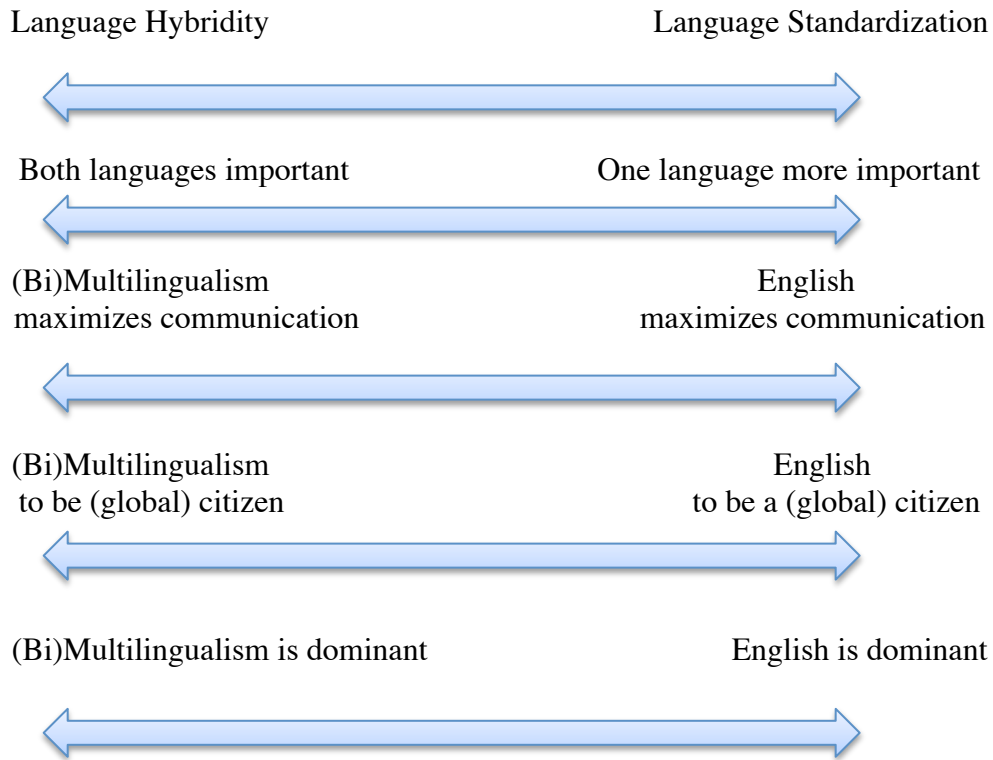 Language Hybridity Language Standardization
Both languages important One language more important
(Bi)Multilingualism English
maximizes communication maximizes communication
(Bi)Multilingualism English
to be (global) citizen to be a (global) citizen
(Bi)Multilingualism is dominant English is dominant